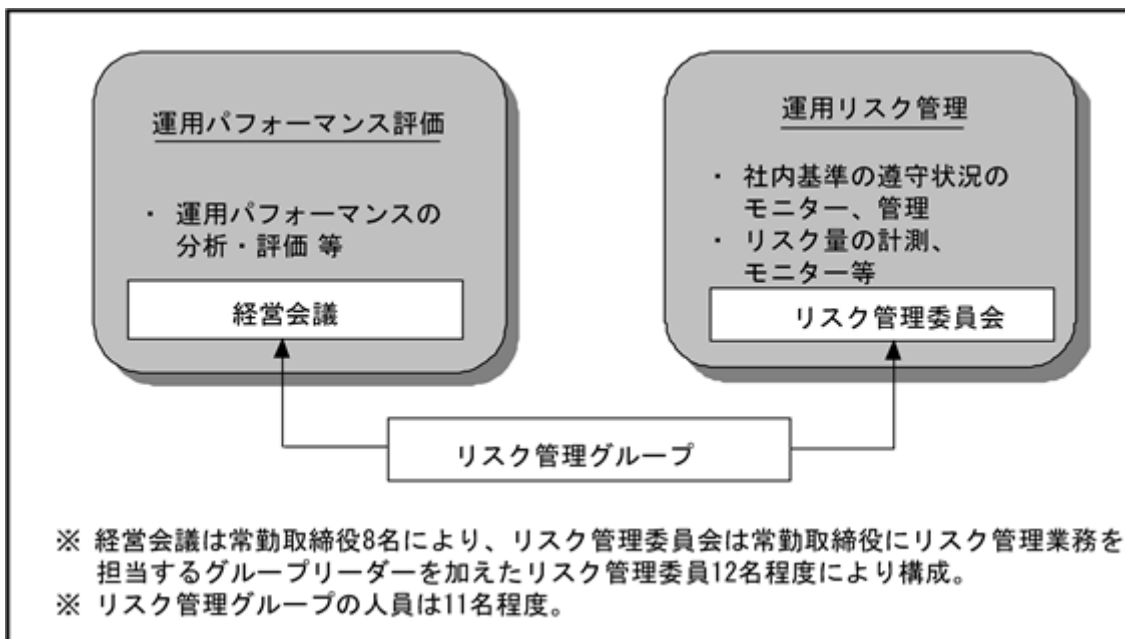 運用パフォーマンス評価
・ 運用パフォーマンスの
分析・評価 等
経営会議
運用リスク管理
・ 社内基準の遵守状況の
モニター、管理
・ リスク量の計測、
モニター等
リスク管理委員会
リスク管理グループ
※ 経営会議は常勤取締役8名により、リスク管理委員会は常勤取締役にリスク管理業務を
担当するグループリーダーを加えたリスク管理委員12名程度により構成。
※ リスク管理グループの人員は11名程度。